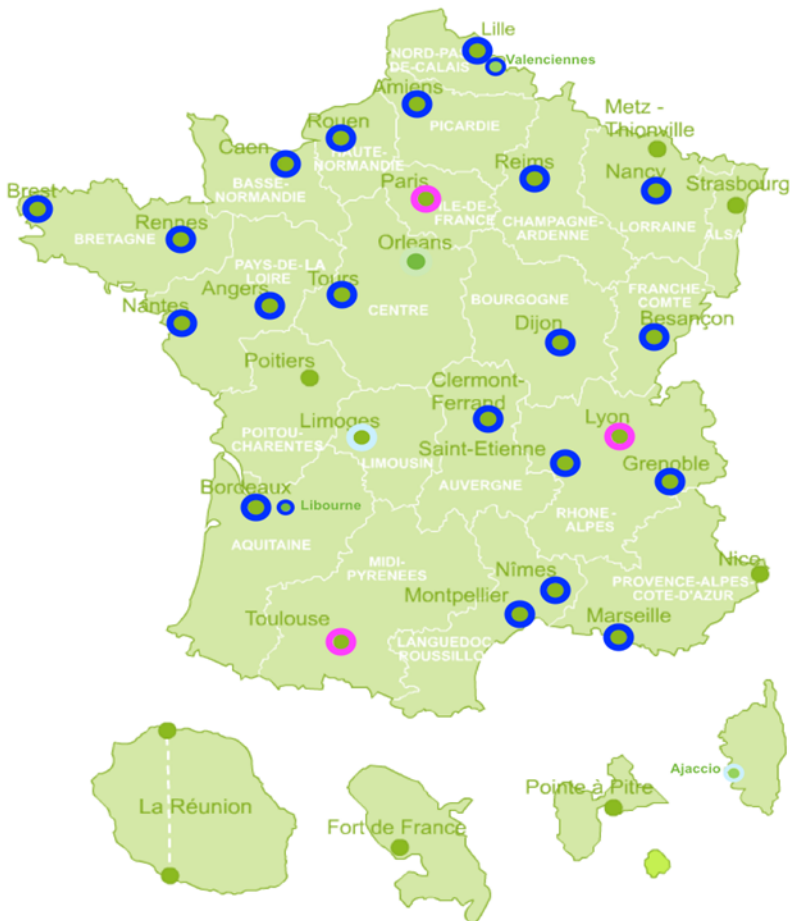 Lille
NORD-PAS
DE-CALAIS
Valenciennes
Amiens
PICARDIE
Rouen
HAUTE-
NORMANDIE
Caen
BASSE-
NORMANDIE
Metz -
Thionville
Reims
Nancy
Strasbourg
Paris
ILE-DE-
FRANCE
CHAMPAGNE-
ARDENNE
LORRAINE
ALSA
Brest
Rennes
BRETAGNE
Orleans
PAYS-DE-LA
LOIRE
Angers
Tours
CENTRE
BOURGOGNE
FRANCHE-
COMTE
Nantes
Dijon
Besançon
Poitiers
Clermont-
Ferrand
Limoges
POITOU-
CHARENTES
LIMOUSIN
Lyon
Saint-Etienne
AUVERGNE
Grenoble
Bordeaux
Libourne
RHONE-
ALPES
AQUITAINE
MIDI-
PYRENEES
Nîmes
Nice
PROVENCE-ALPES-
COTE-D'AZUR
Montpellier
Marseille
Toulouse
LANGUEDOC
ROUSSILLO
Ajaccio
La Réunion
Fort de France
Pointe à Pitre